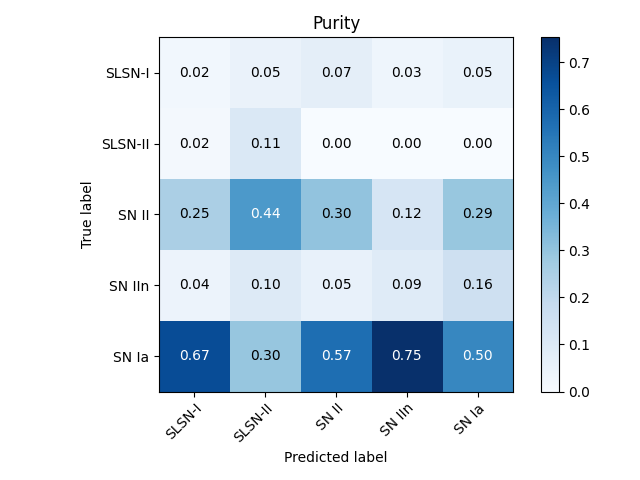 Purity
SLSN-I 0.02 0.05 0.07 0.03 0.05
SLSN-II 0.02 0.11 0.00 0.00 0.00
SN II 0.25 0.44 0.30 0.12 0.29
SN IIn 0.04 0.10 0.05 0.09 0.16
SN Ia 0.67 0.30 0.57 0.75 0.50
SLSN-I SLSN-II SN II SN IIn SN Ia
Predicted label
True label
0.7
0.6
0.5
0.4
0.3
0.2
0.1
0.0